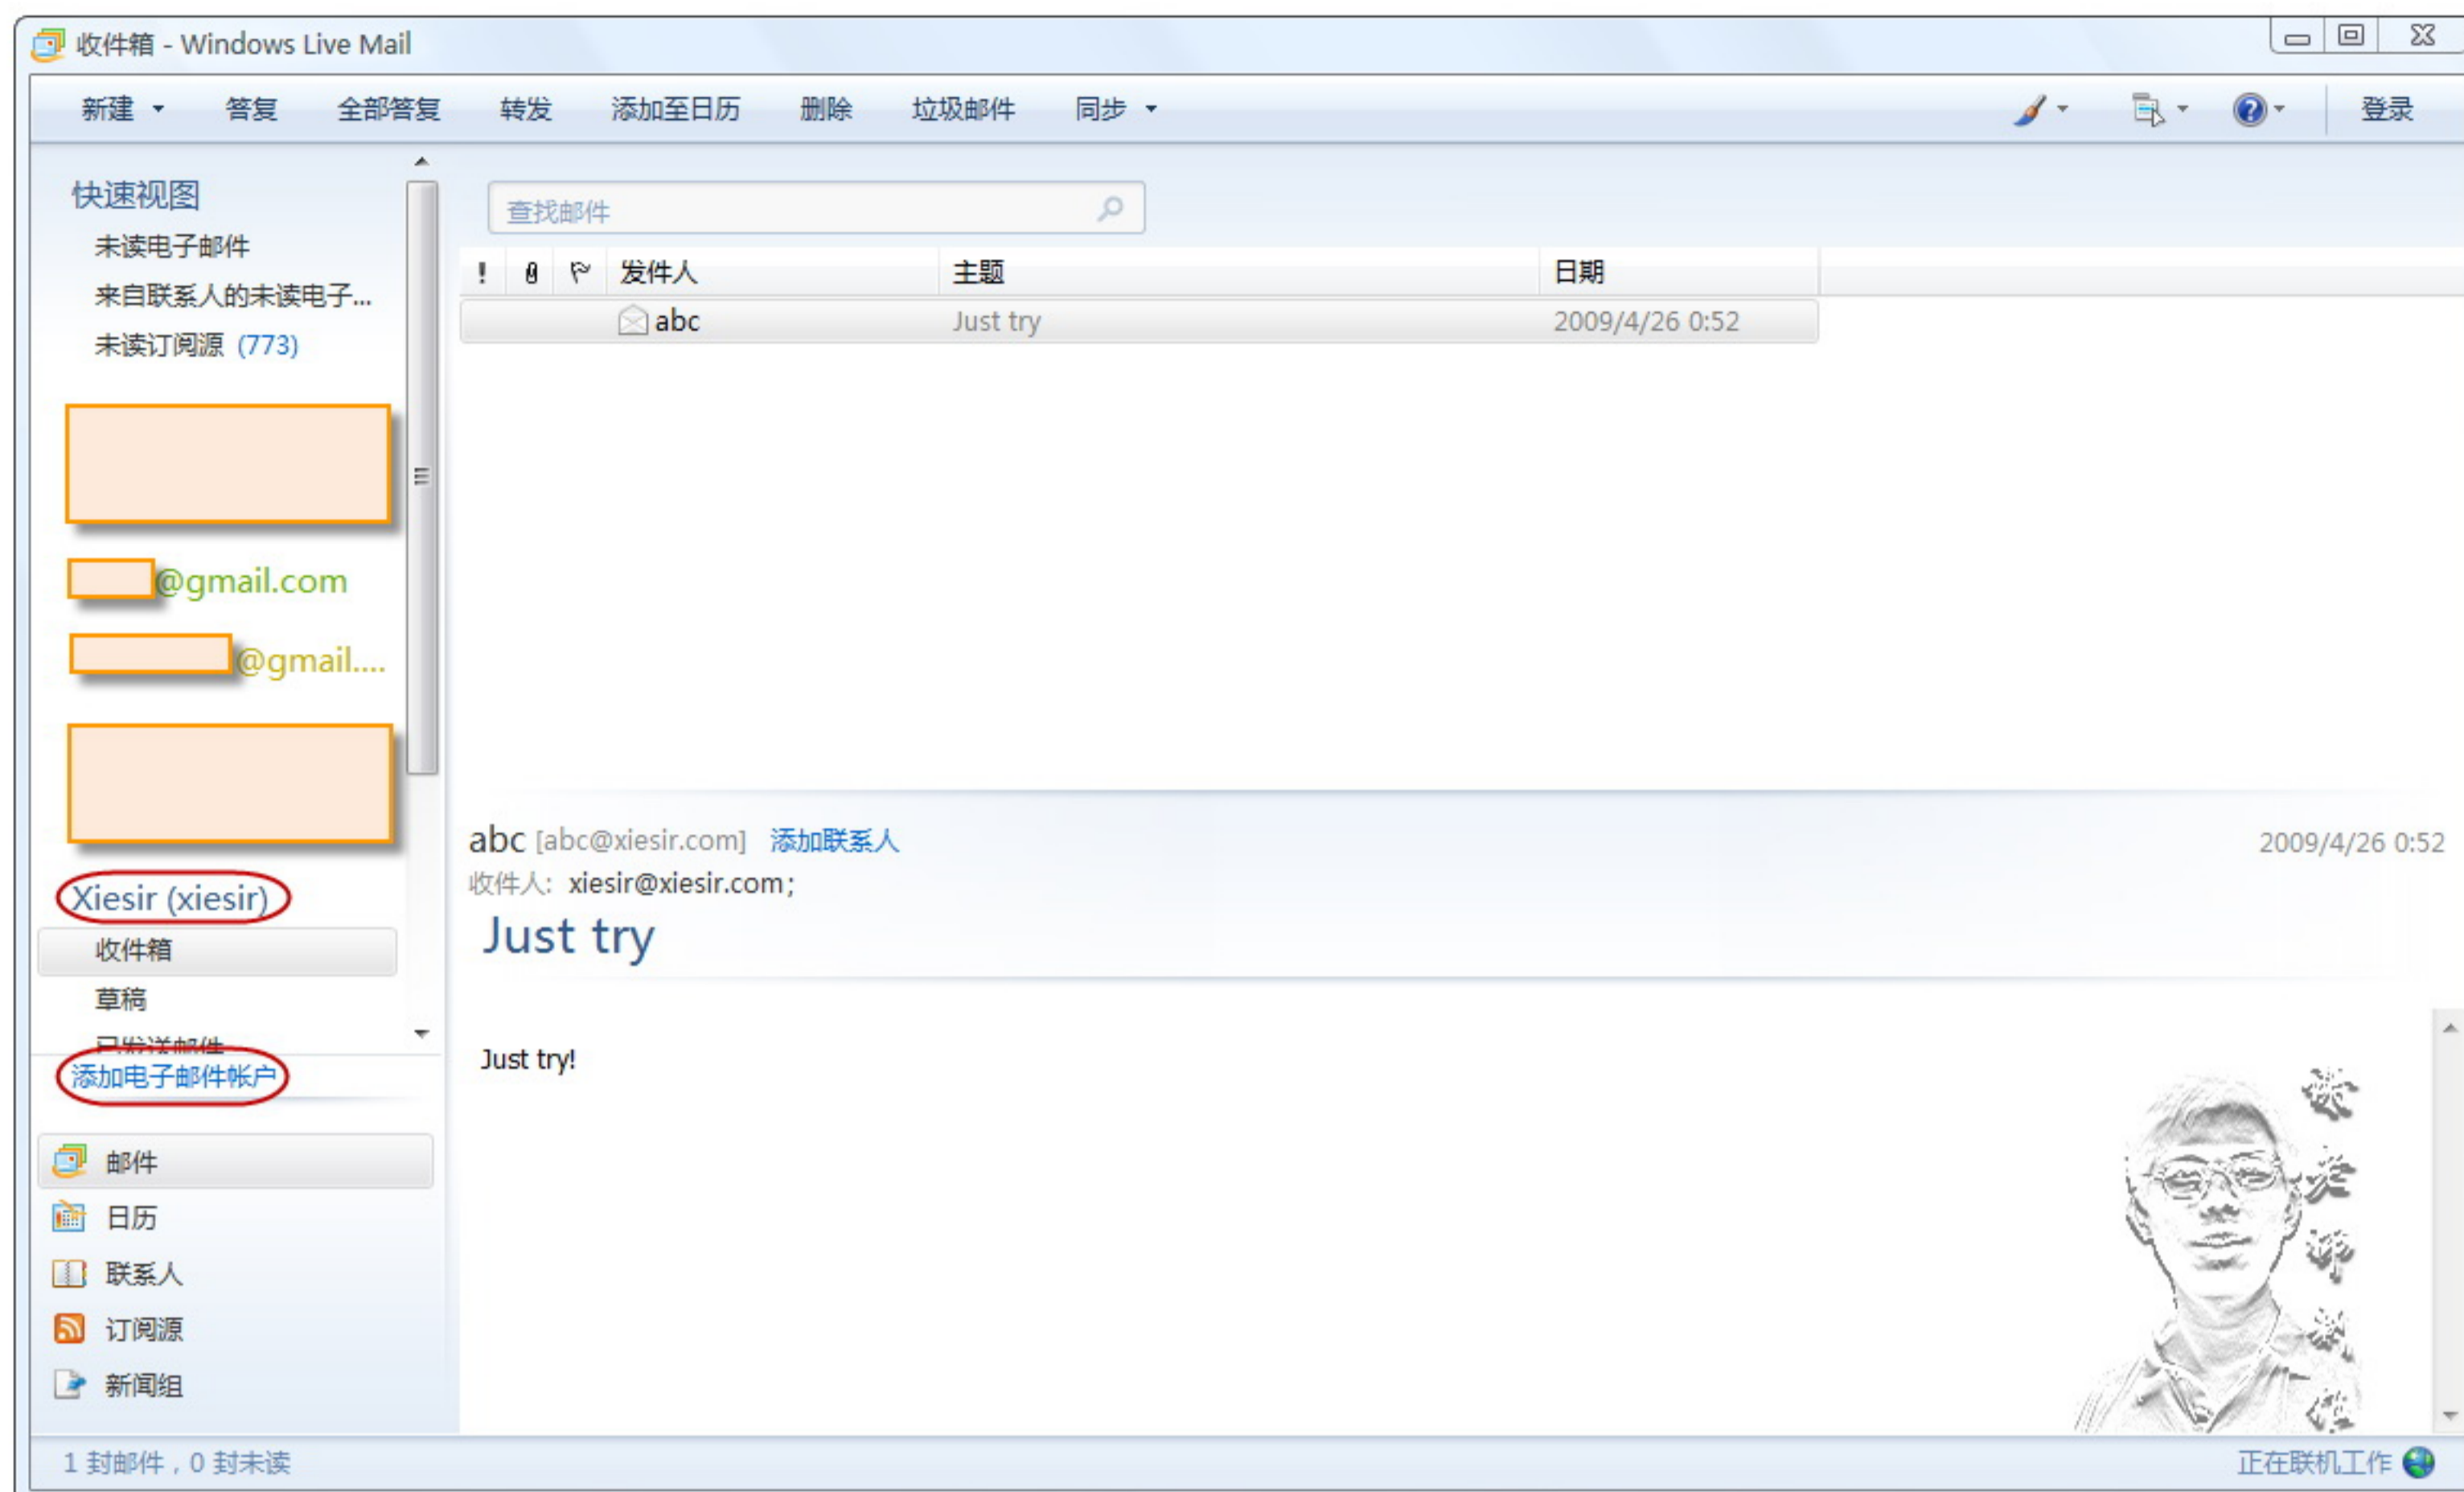 收件箱 - Windows Live Mail
新建 答复 全部答复 转发 添加至日历 删除 垃圾邮件 同步 登录
快速视图
未读电子邮件
来自联系人的未读电子...
未读订阅源 (773)
@gmail.com
@gmail....
Xiesir (xiesir)
收件箱
草稿
已发送邮件
添加电子邮件帐户
邮件
日历
联系人
订阅源
新闻组
查找邮件
! 发件人 主题 日期
abc Just try 2009/4/26 0:52
abc [abc@xiesir.com] 添加联系人 2009/4/26 0:52
收件人: xiesir@xiesir.com;
Just try
Just try!
1 封邮件，0 封未读
正在联机工作